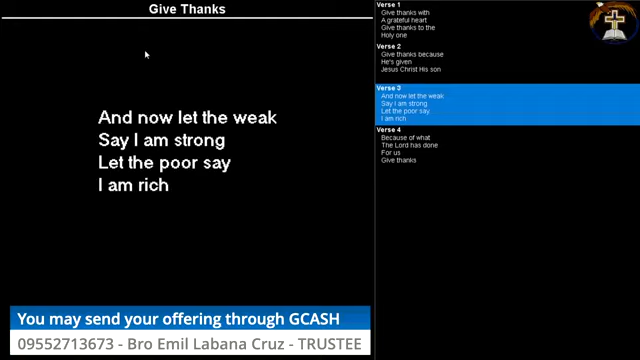 Give Thanks
And now let the weak
Say I am strong
Let the poor say
I am rich
You may send your offering through GCASH
09552713673 - Bro Emil Labana Cruz - TRUSTEE
Verse 1
Give thanks with
A grateful heart
Give thanks to the
Holy one
Verse 2
Give thanks because
He's given
Jesus Christ His son
Verse 3
And now let the weak
Say I am strong
Let the poor say
I am rich
Verse 4
Because of what
The Lord has done
For us
Give thanks